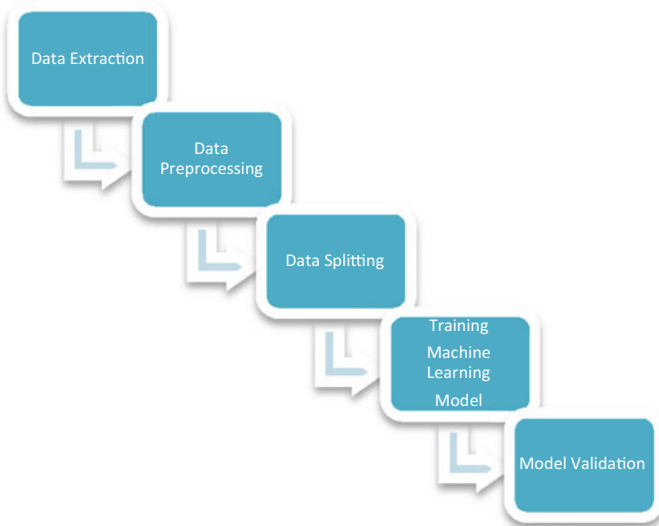 Data Extraction
Data
Preprocessing
Data Splitting
Training
Machine
Learning
Model
Model Validation